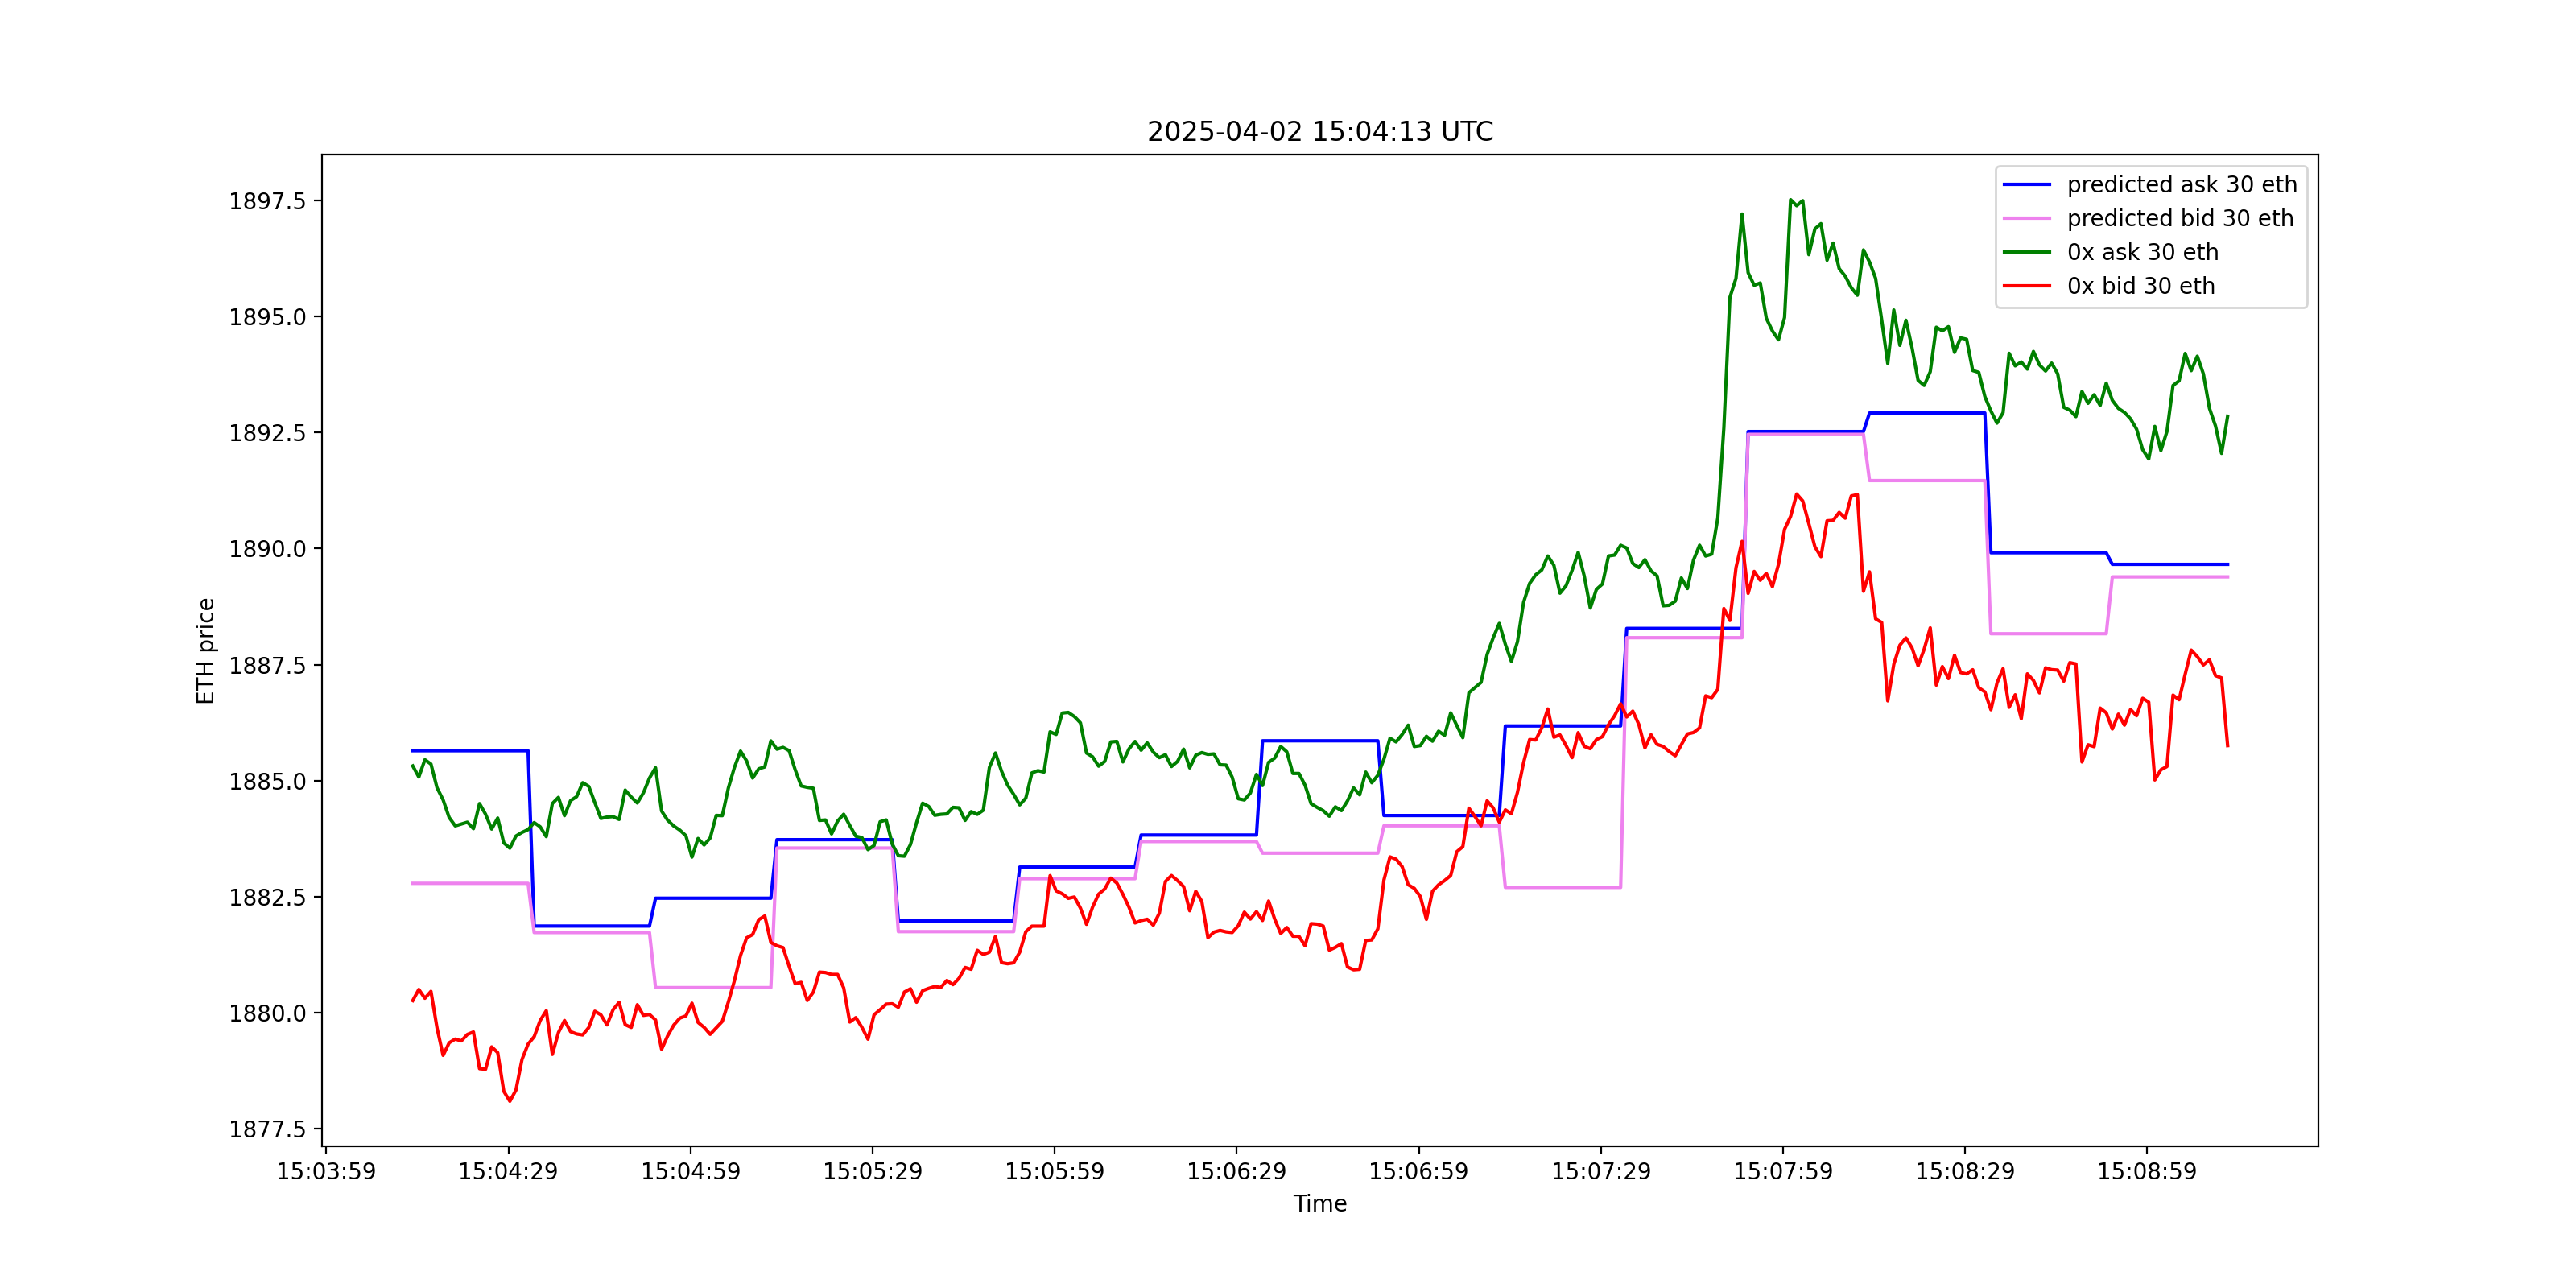 2025-04-02 15:04:13 UTC
predicted ask 30 eth
predicted bid 30 eth
0x ask 30 eth
0x bid 30 eth
1897.5
1895.0
1892.5
1890.0
1887.5
1885.0
1882.5
1880.0
1877.5
ETH price
15:03:59 15:04:29 15:04:59 15:05:29 15:05:59 15:06:29 15:06:59 15:07:29 15:07:59 15:08:29 15:08:59
Time